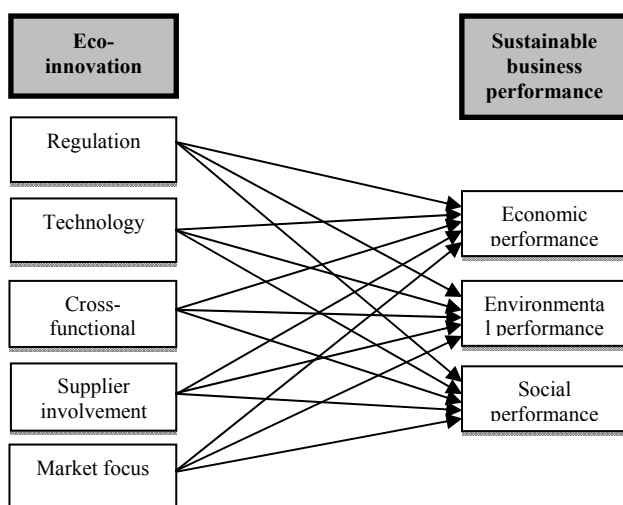 Eco-
innovation
Sustainable
business
performance
Regulation
Technology
Cross-
functional
Supplier
involvement
Market focus
Economic
performance
Environmenta
l performance
Social
performance